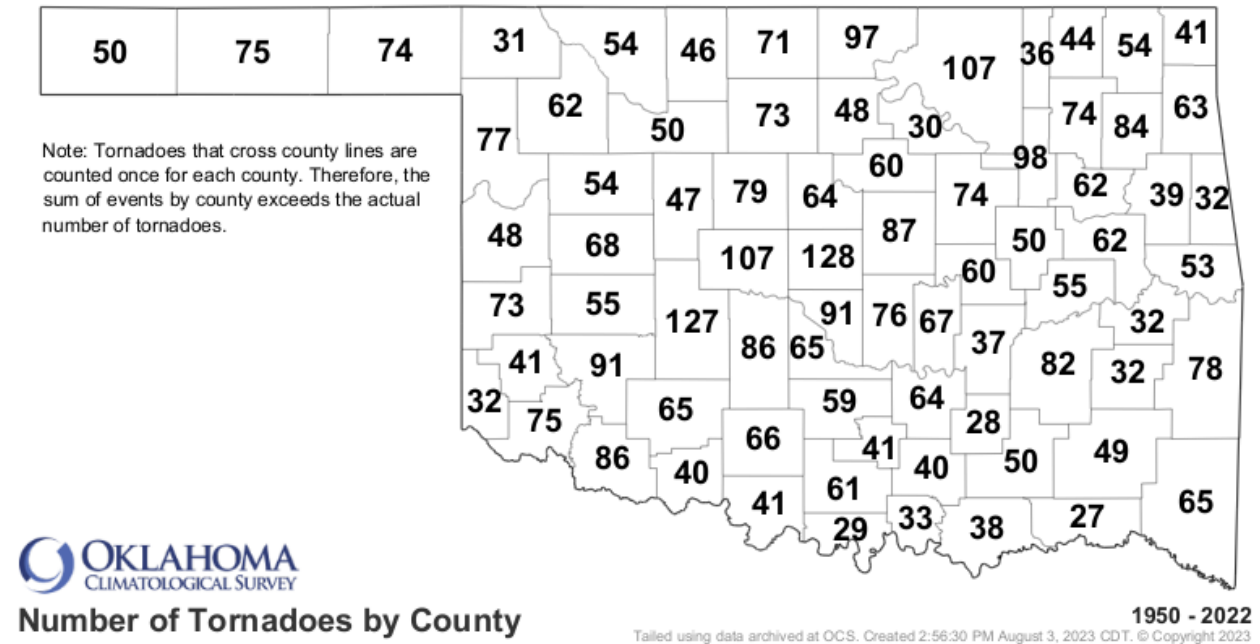 50 75 74 31 54 46 71 97 107 36 44 54 41
77 62 50 73 48 30 98 74 84 63
54 47 79 64 60 74 62 39 32
48 68 107 128 87 60 50 62 53
73 55 127 86 65 91 76 67 37 55 32
32 41 91 82 32 78
75 65 59 64 28
86 40 66 41 40 50 49
41 61 29 33 38 27 65
Note: Tornadoes that cross county lines are
counted once for each county. Therefore, the
sum of events by county exceeds the actual
number of tornadoes.
OKLAHOMA
CLIMATOLOGICAL SURVEY
Number of Tornadoes by County
1950 - 2022
Tailed using data archived at OCS. Created 2:56:30 PM August 3, 2023 CDT. © Copyright 2023